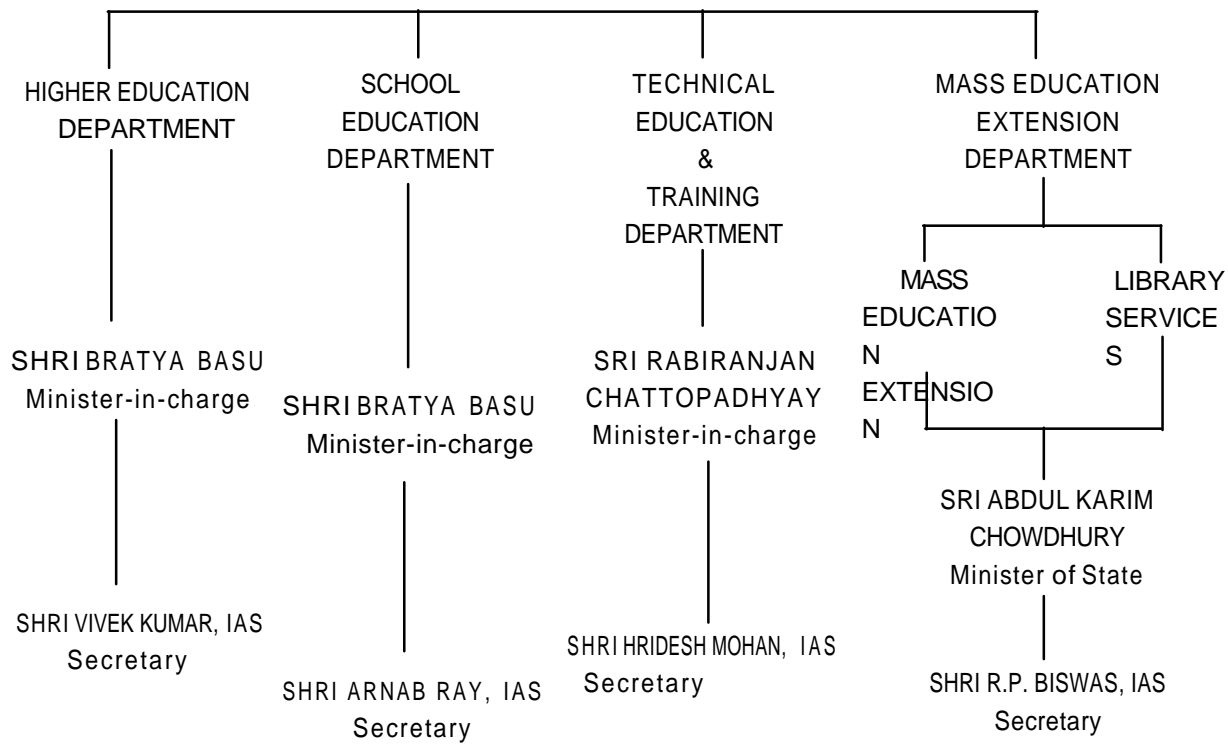 HIGHER EDUCATION
DEPARTMENT
SHRI BRATYA BASU
Minister-in-charge
SHRI VIVEK KUMAR, IAS
Secretary
SCHOOL
EDUCATION
DEPARTMENT
SHRI BRATYA BASU
Minister-in-charge
SHRI ARNAB RAY, IAS
Secretary
TECHNICAL
EDUCATION
&
TRAINING
DEPARTMENT
SRI RABIRANJAN
CHATTOPADHYAY
Minister-in-charge
SHRI HRIDESH MOHAN, IAS
Secretary
MASS EDUCATION
EXTENSION
DEPARTMENT
MASS
EDUCATIO
N
EXTENSIO
N
LIBRARY
SERVICE
S
SRI ABDUL KARIM
CHOWDHURY
Minister of State
SHRI R.P. BISWAS, IAS
Secretary